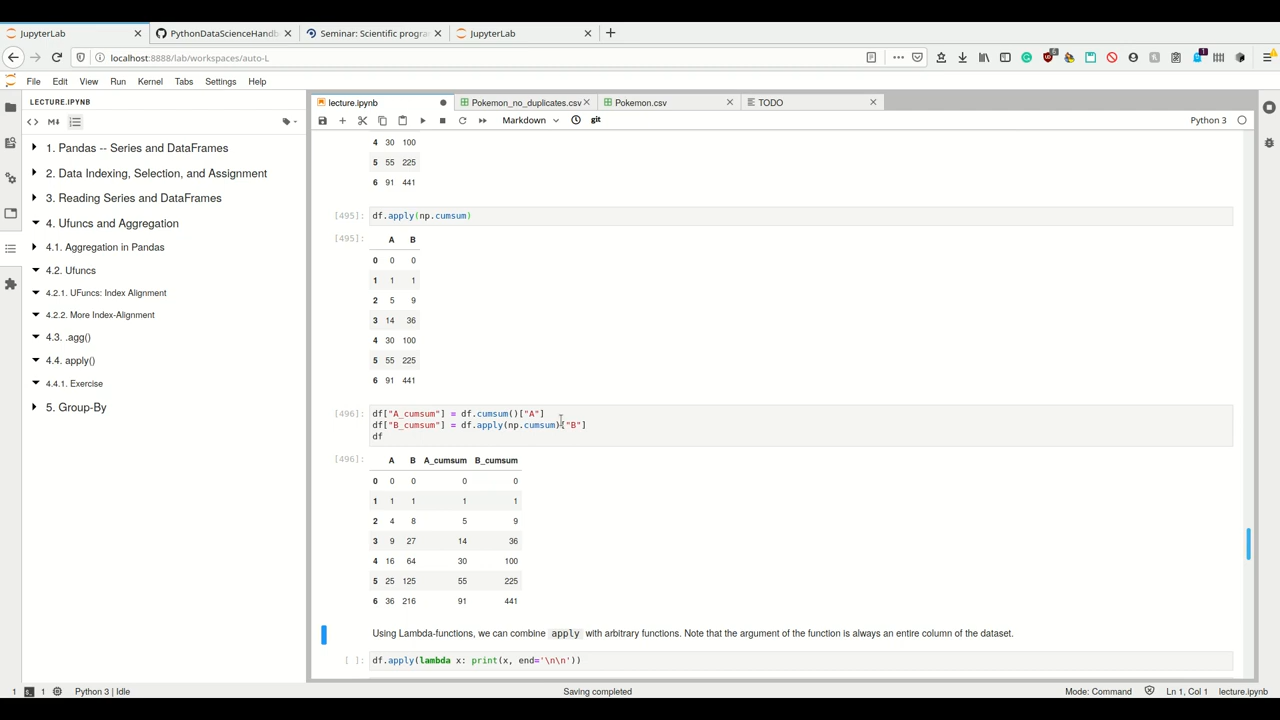 JupyterLab
PythonDataScienceHandb
Seminar: Scientific progra
JupyterLab
localhost:8888/lab/workspaces/auto-L
File Edit View Run Kernel Tabs Settings Help
LECTURE.IPYNB
1. Pandas -- Series and DataFrames
2. Data Indexing, Selection, and Assignment
3. Reading Series and DataFrames
4. Ufuncs and Aggregation
4.1. Aggregation in Pandas
4.2. Ufuncs
4.2.1. UFuncs: Index Alignment
4.2.2. More Index-Alignment
4.3. .agg()
4.4. apply()
4.4.1. Exercise
5. Group-By
lecture.ipynb
Pokemon_no_duplicates.csv
Pokemon.csv
TODO
Markdown
git
Python 3
4 30 100
5 55 225
6 91 441
[495]: df.apply(np.cumsum)
[495]: A B
0 0 0
1 1 1
2 5 9
3 14 36
4 30 100
5 55 225
6 91 441
[496]: df["A_cumsum"] = df.cumsum()["A"]
df["B_cumsum"] = df.apply(np.cumsum)["B"]
df
[496]: A B A_cumsum B_cumsum
0 0 0 0 0
1 1 1 1 1
2 4 8 5 9
3 9 27 14 36
4 16 64 30 100
5 25 125 55 225
6 36 216 91 441
Using Lambda-functions, we can combine apply with arbitrary functions. Note that the argument of the function is always an entire column of the dataset.
[ ]: df.apply(lambda x: print(x, end='\n\n'))
1 1 Python 3 | Idle
Saving completed
Mode: Command
Ln 1, Col 1 lecture.ipynb